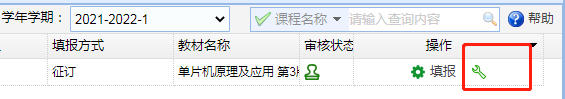 学年学期： 2021-2022-1 课程名称 请输入查询内容 帮助
填报方式 教材名称 审核状态 操作
征订 单片机原理及应用 第3版 填报